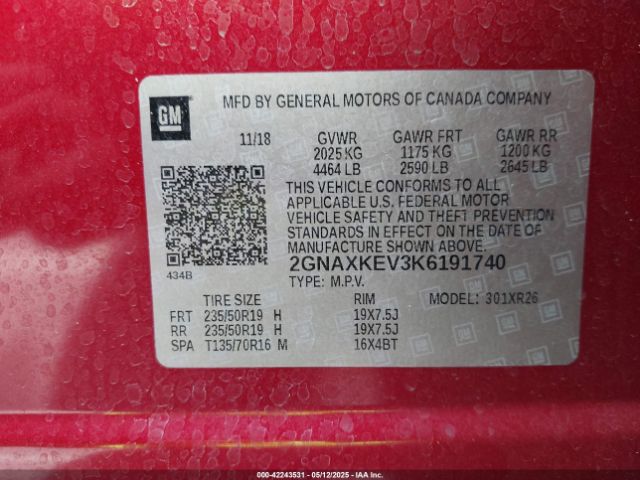 GM
MFD BY GENERAL MOTORS OF CANADA COMPANY
11/18 GVWR GAWR FRT GAWR RR
2025 KG 1175 KG 1200 KG
4464 LB 2590 LB 2645 LB
THIS VEHICLE CONFORMS TO ALL
APPLICABLE U.S. FEDERAL MOTOR
VEHICLE SAFETY AND THEFT PREVENTION
STANDARDS IN EFFECT ON THE DATE OF
MANUFACTURE SHOWN ABOVE.
434B 2GNAXKEV3K6191740
TYPE: M.P.V.
TIRE SIZE RIM MODEL: 301XR26
FRT 235/50R19 H 19X7.5J
RR 235/50R19 H 19X7.5J
SPA T135/70R16 M 16X4BT
000-42243531 - 05/12/2025 - IAA Inc.